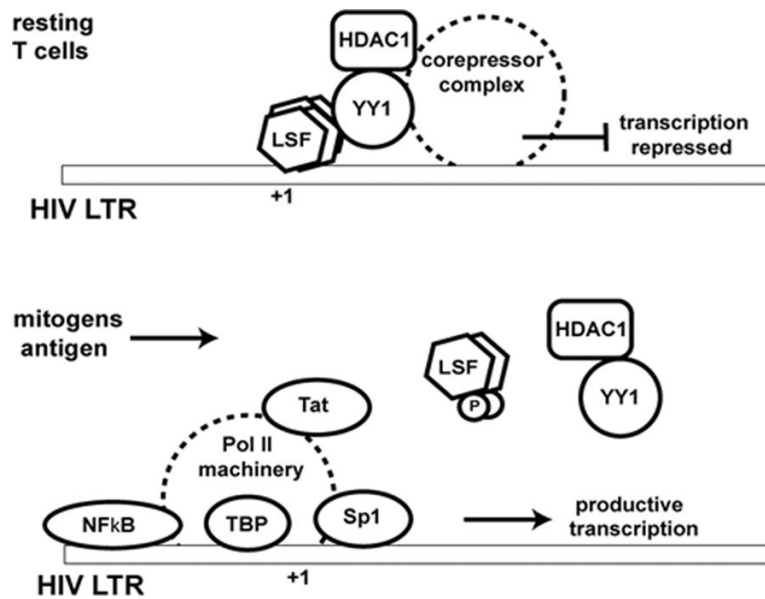 resting
T cells
HDAC1
corepressor
complex
YY1
LSF
transcription
repressed
+1
HIV LTR
mitogens
antigen
HDAC1
LSF
YY1
P
Tat
Pol II
machinery
NFkB
TBP
Sp1
productive
transcription
+1
HIV LTR